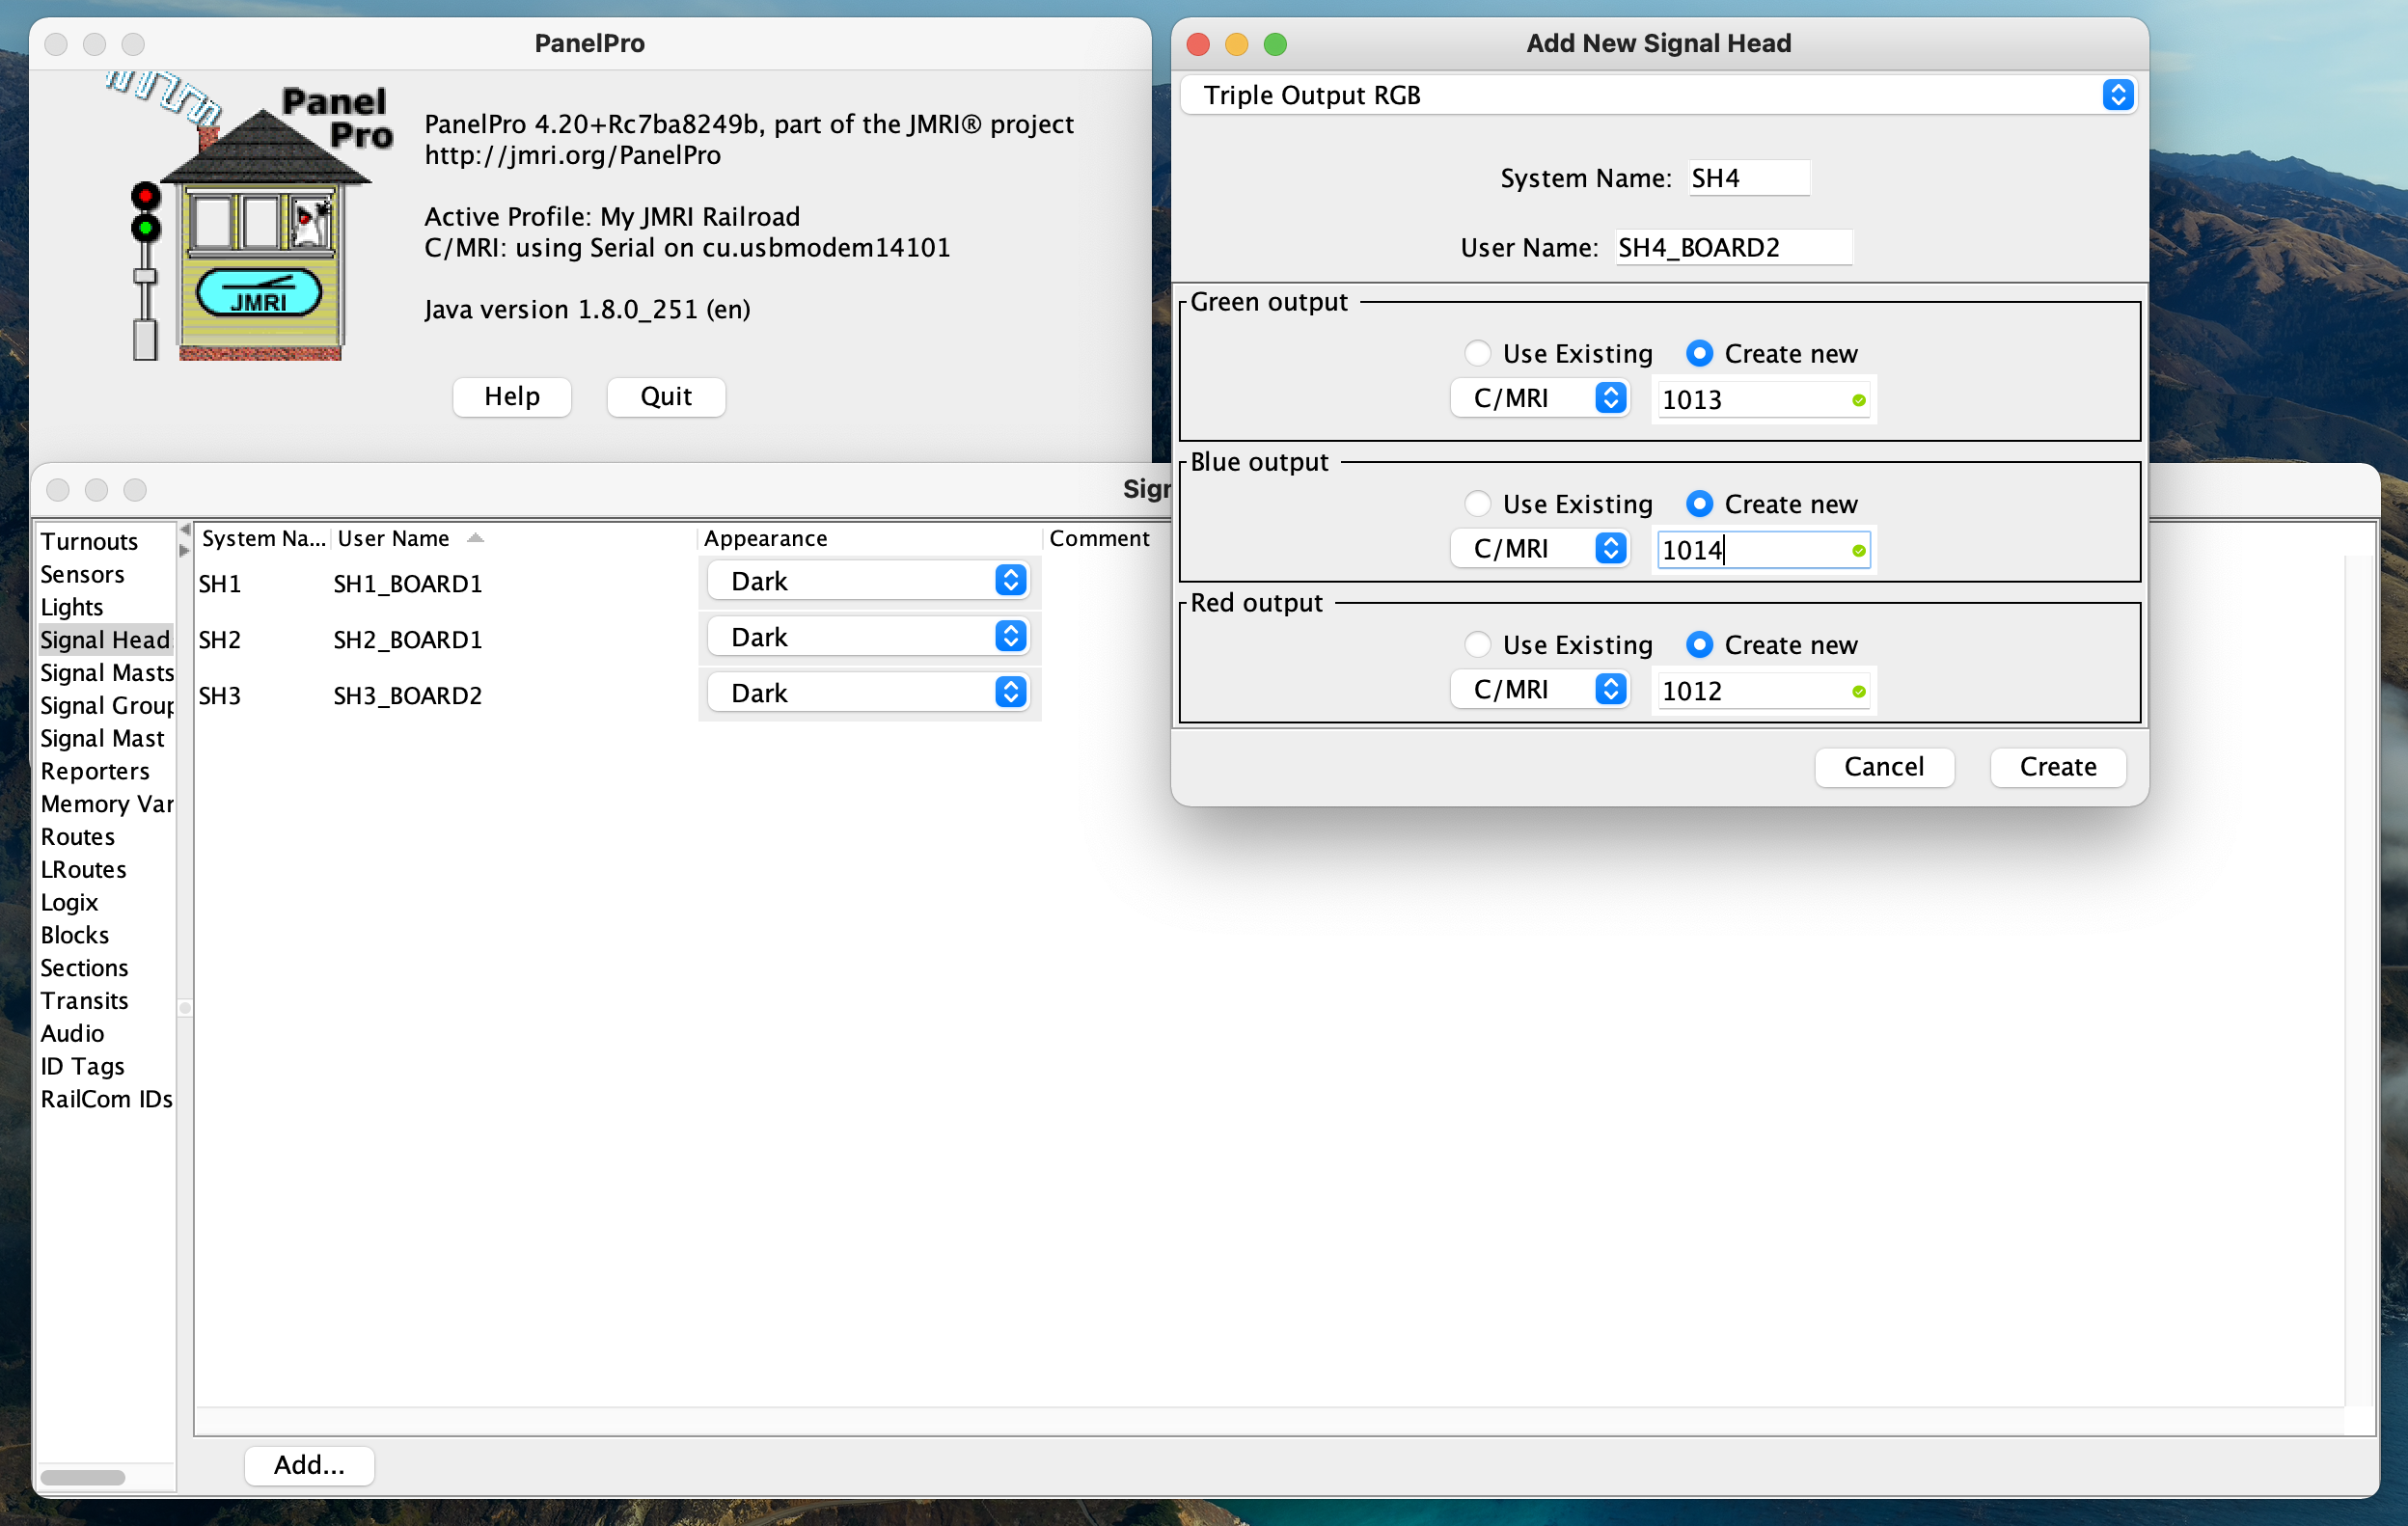 PanelPro
Panel
Pro
JMRI
PanelPro 4.20+Rc7ba8249b, part of the JMRI® project
http://jmri.org/PanelPro
Active Profile: My JMRI Railroad
C/MRI: using Serial on cu.usbmodem14101
Java version 1.8.0_251 (en)
Help Quit
Add New Signal Head
Triple Output RGB
System Name: SH4
User Name: SH4_BOARD2
Green output
Use Existing Create new
C/MRI 1013
Blue output
Use Existing Create new
C/MRI 1014
Red output
Use Existing Create new
C/MRI 1012
Cancel Create
Sign
Turnouts
Sensors
Lights
Signal Head
Signal Masts
Signal Group
Signal Mast
Reporters
Memory Var
Routes
LRoutes
Logix
Blocks
Sections
Transits
Audio
ID Tags
RailCom IDs
System Na... User Name Appearance Comment
SH1 SH1_BOARD1 Dark
SH2 SH2_BOARD1 Dark
SH3 SH3_BOARD2 Dark
Add...